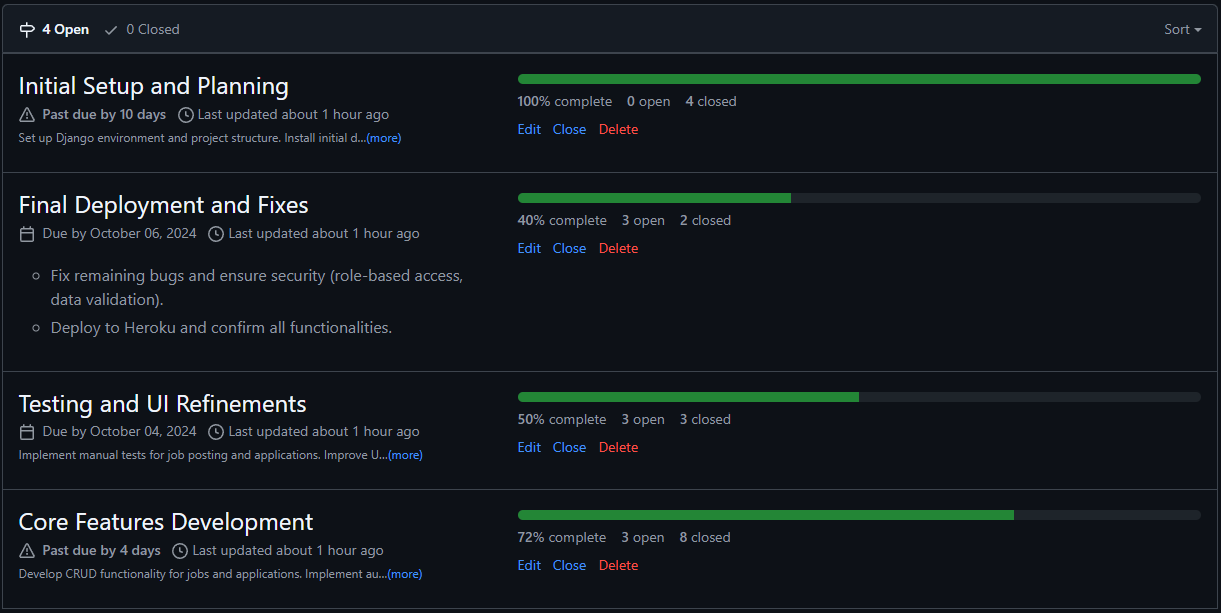 4 Open 0 Closed Sort
Initial Setup and Planning
Past due by 10 days Last updated about 1 hour ago
Set up Django environment and project structure. Install initial d...(more)
100% complete 0 open 4 closed
Edit Close Delete
Final Deployment and Fixes
Due by October 06, 2024 Last updated about 1 hour ago
Fix remaining bugs and ensure security (role-based access,
data validation).
Deploy to Heroku and confirm all functionalities.
40% complete 3 open 2 closed
Edit Close Delete
Testing and UI Refinements
Due by October 04, 2024 Last updated about 1 hour ago
Implement manual tests for job posting and applications. Improve U...(more)
50% complete 3 open 3 closed
Edit Close Delete
Core Features Development
Past due by 4 days Last updated about 1 hour ago
Develop CRUD functionality for jobs and applications. Implement au...(more)
72% complete 3 open 8 closed
Edit Close Delete